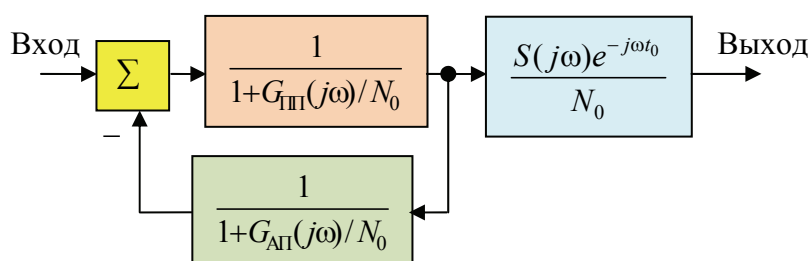 Вход
∑
−
1
1+G_ПП(jω)/N_0
S(jω)e^{−jωt_0}
N_0
Выход
1
1+G_АП(jω)/N_0